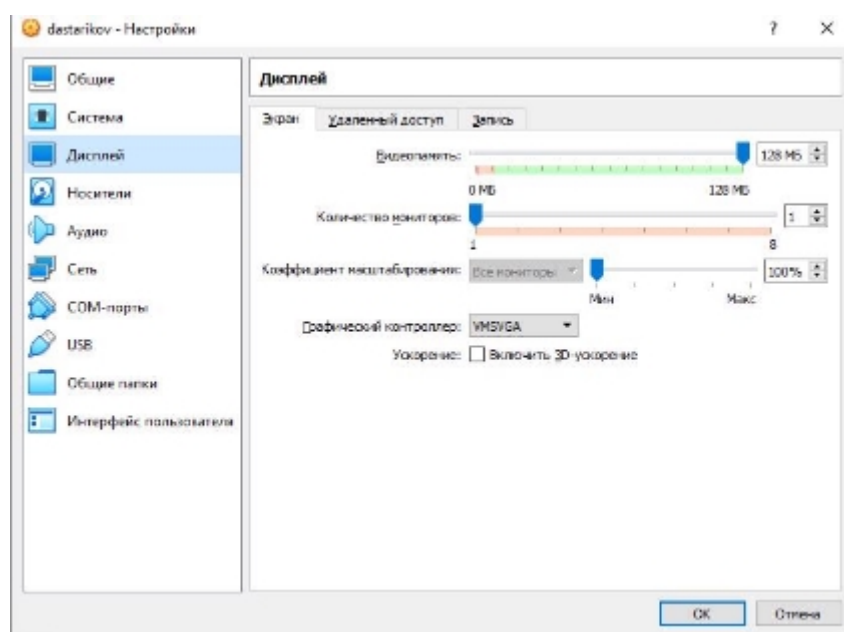 dastarikov - Настройки
Общие
Система
Дисплей
Носители
Аудио
Сеть
COM-порты
USB
Общие папки
Интерфейс пользователя
Дисплей
Экран Удаленный доступ Запись
Видеопамять: 128 МБ
0 МБ 128 МБ
Количество мониторов: 1
1 8
Коэффициент масштабирования: Все мониторы 100%
Мин Макс
Графический контроллер: VMSVGA
Ускорение: Включить 3D-ускорение
OK Отмена